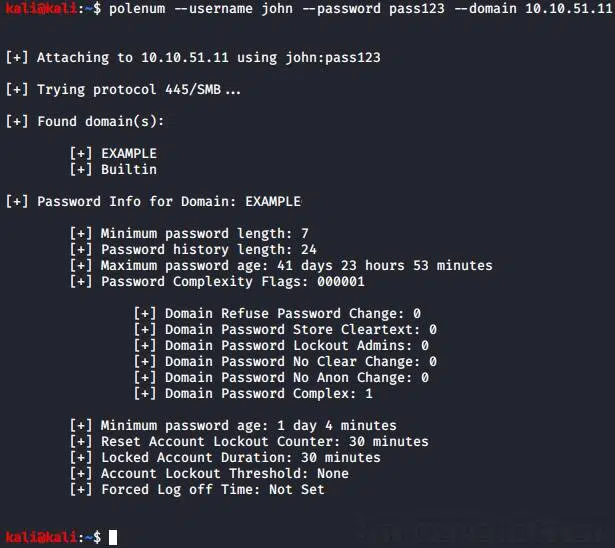 kali@kali:~$ polenum --username john --password pass123 --domain 10.10.51.11
[+] Attaching to 10.10.51.11 using john:pass123
[+] Trying protocol 445/SMB...
[+] Found domain(s):
[+] EXAMPLE
[+] Builtin
[+] Password Info for Domain: EXAMPLE
[+] Minimum password length: 7
[+] Password history length: 24
[+] Maximum password age: 41 days 23 hours 53 minutes
[+] Password Complexity Flags: 000001
[+] Domain Refuse Password Change: 0
[+] Domain Password Store Cleartext: 0
[+] Domain Password Lockout Admins: 0
[+] Domain Password No Clear Change: 0
[+] Domain Password No Anon Change: 0
[+] Domain Password Complex: 1
[+] Minimum password age: 1 day 4 minutes
[+] Reset Account Lockout Counter: 30 minutes
[+] Locked Account Duration: 30 minutes
[+] Account Lockout Threshold: None
[+] Forced Log off Time: Not Set
kali@kali:~$